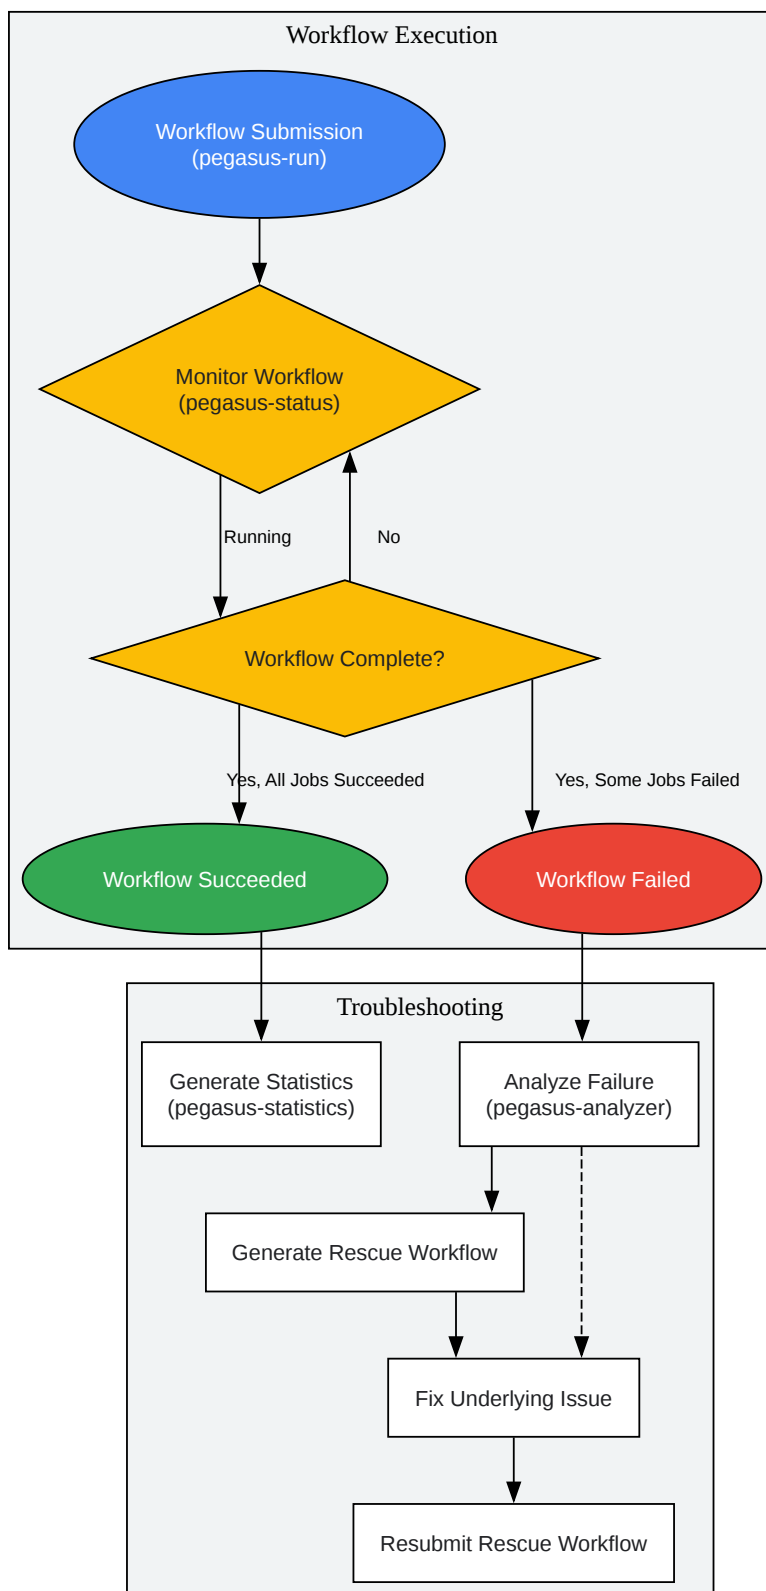 Workflow Execution
Workflow Submission
(pegasus-run)
Monitor Workflow
(pegasus-status)
Running
No
Workflow Complete?
Yes, All Jobs Succeeded
Yes, Some Jobs Failed
Workflow Succeeded
Workflow Failed
Troubleshooting
Generate Statistics
(pegasus-statistics)
Analyze Failure
(pegasus-analyzer)
Generate Rescue Workflow
Fix Underlying Issue
Resubmit Rescue Workflow